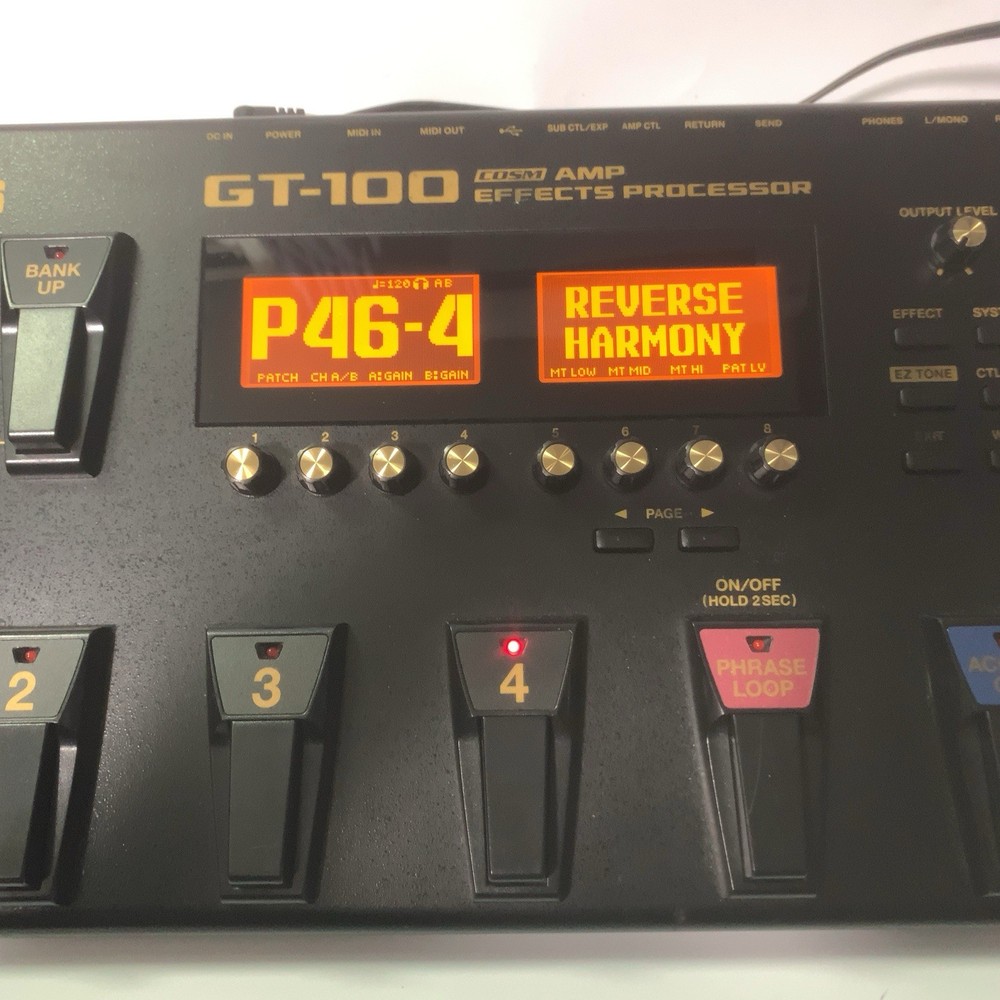 DC IN POWER MIDI IN MIDI OUT SUB CTL/EXP AMP CTL RETURN SEND PHONES L/MONO
GT-100 COSM AMP
EFFECTS PROCESSOR
OUTPUT LEVEL
BANK
UP
♩=120 AB
P46-4
PATCH CH A/B A:GAIN B:GAIN
REVERSE
HARMONY
MT LOW MT MID MT HI PAT LV
EFFECT
EZ TONE
1 2 3 4 5 6 7 8
◄ PAGE ►
ON/OFF
(HOLD 2SEC)
2
3
4
PHRASE
LOOP